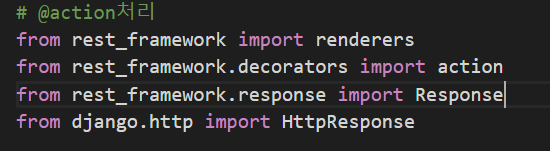 # @action처리
from rest_framework import renderers
from rest_framework.decorators import action
from rest_framework.response import Response
from django.http import HttpResponse